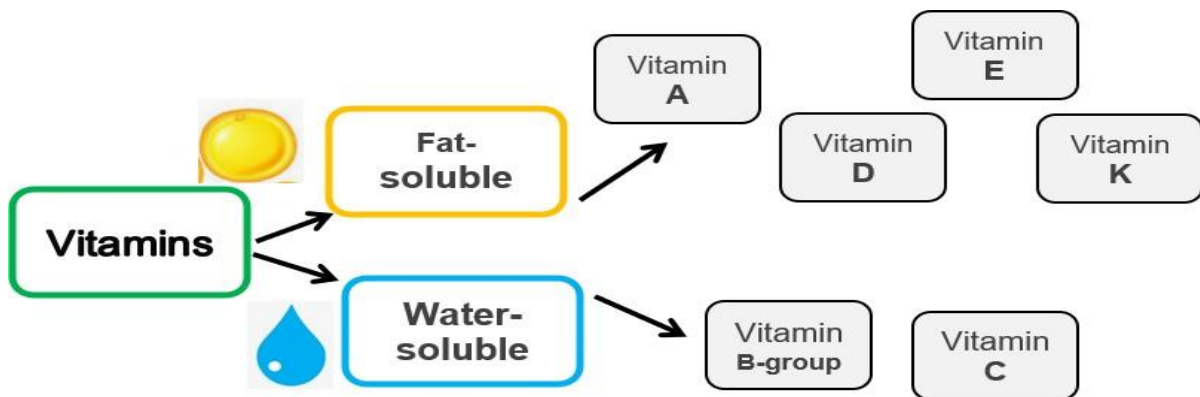 Vitamins
Fat-
soluble
Vitamin
A
Vitamin
E
Vitamin
D
Vitamin
K
Water-
soluble
Vitamin
B-group
Vitamin
C